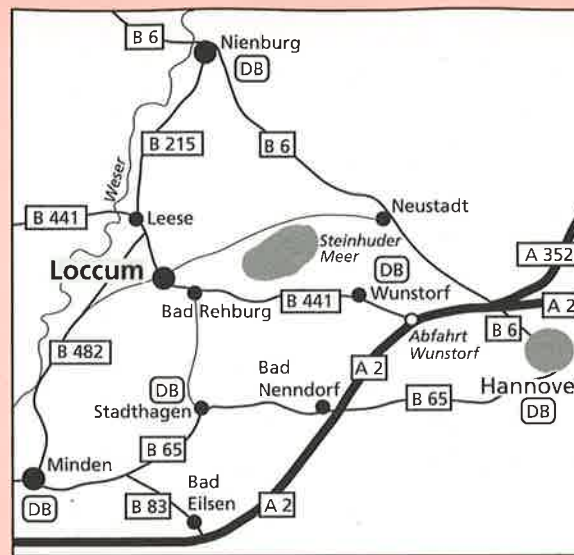 B 6
Nienburg
DB
B 215
B 6
Weser
B 441
Leese
Neustadt
Steinhuder
Meer
A 352
Loccum
DB
Bad Rehburg
B 441
Wunstorf
A 2
Abfahrt
Wunstorf
B 6
B 482
A 2
Bad
Nenndorf
Hannove
DB
DB
Stadthagen
B 65
B 65
Minden
DB
Bad
Eilsen
B 83
A 2